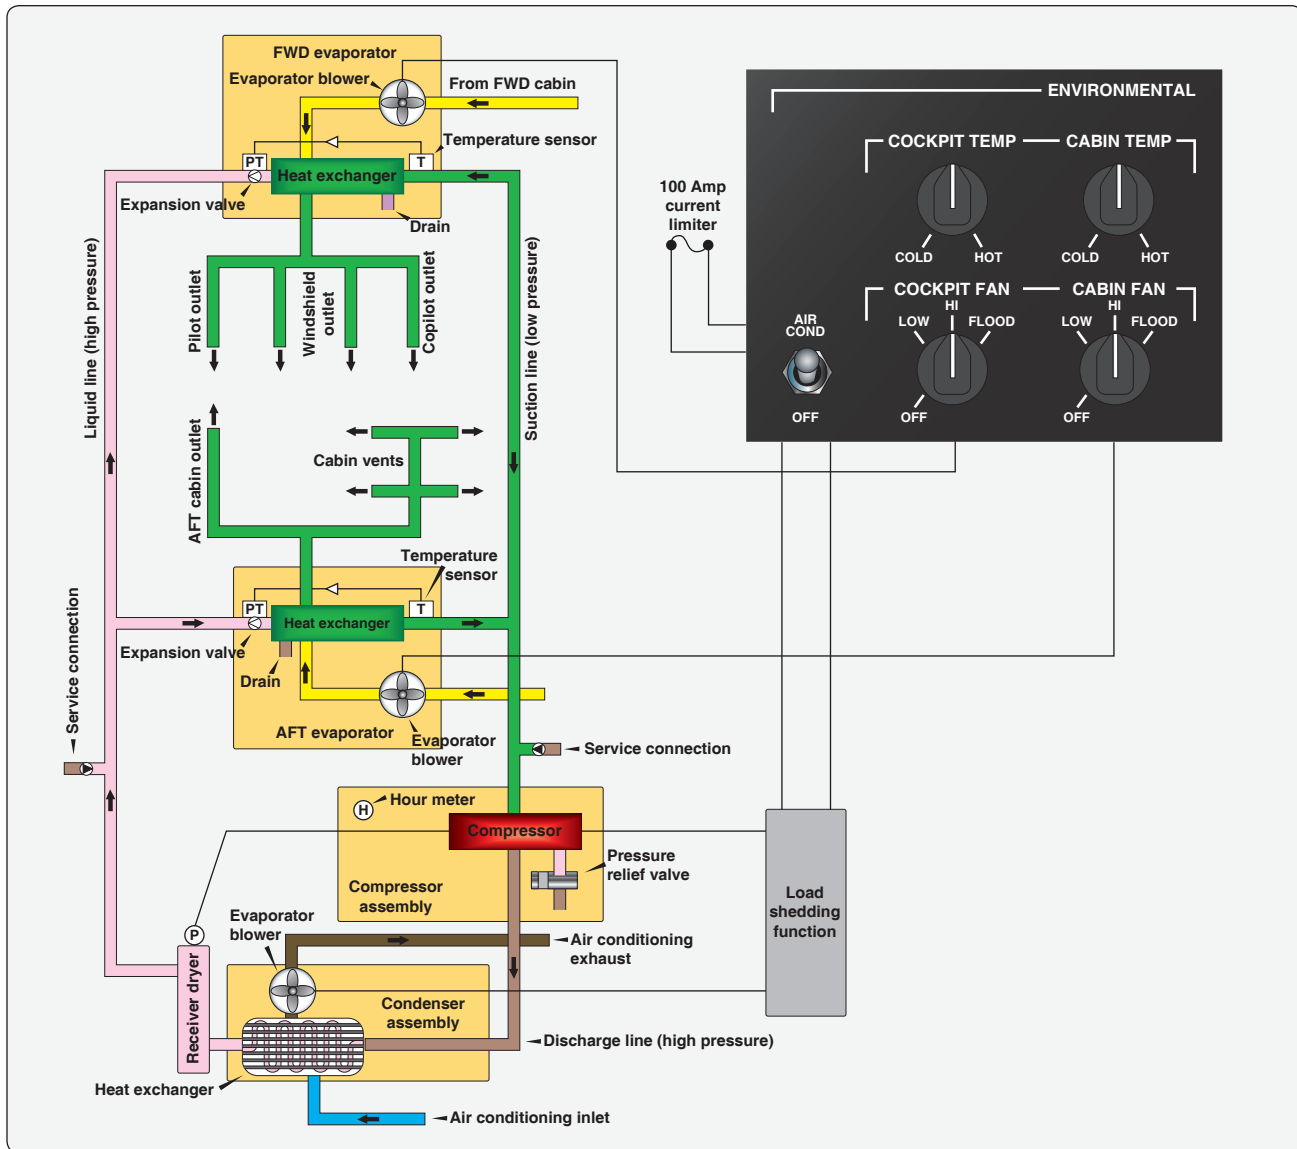 FWD evaporator
Evaporator blower
From FWD cabin
Temperature sensor
PT
T
Heat exchanger
Expansion valve
Drain
Liquid line (high pressure)
Suction line (low pressure)
Pilot outlet
Windshield
outlet
Copilot outlet
AFT cabin outlet
Cabin vents
Temperature
sensor
PT
T
Heat exchanger
Expansion valve
Drain
AFT evaporator
Evaporator
blower
Service connection
Service connection
H
Hour meter
Compressor
Pressure
relief valve
Compressor
assembly
Evaporator
blower
P
Air conditioning
exhaust
Receiver dryer
Condenser
assembly
Discharge line (high pressure)
Heat exchanger
Air conditioning inlet
Load
shedding
function
100 Amp
current
limiter
ENVIRONMENTAL
COCKPIT TEMP
CABIN TEMP
COLD
HOT
COLD
HOT
COCKPIT FAN
CABIN FAN
HI
LOW
FLOOD
OFF
HI
LOW
FLOOD
OFF
AIR
COND
OFF